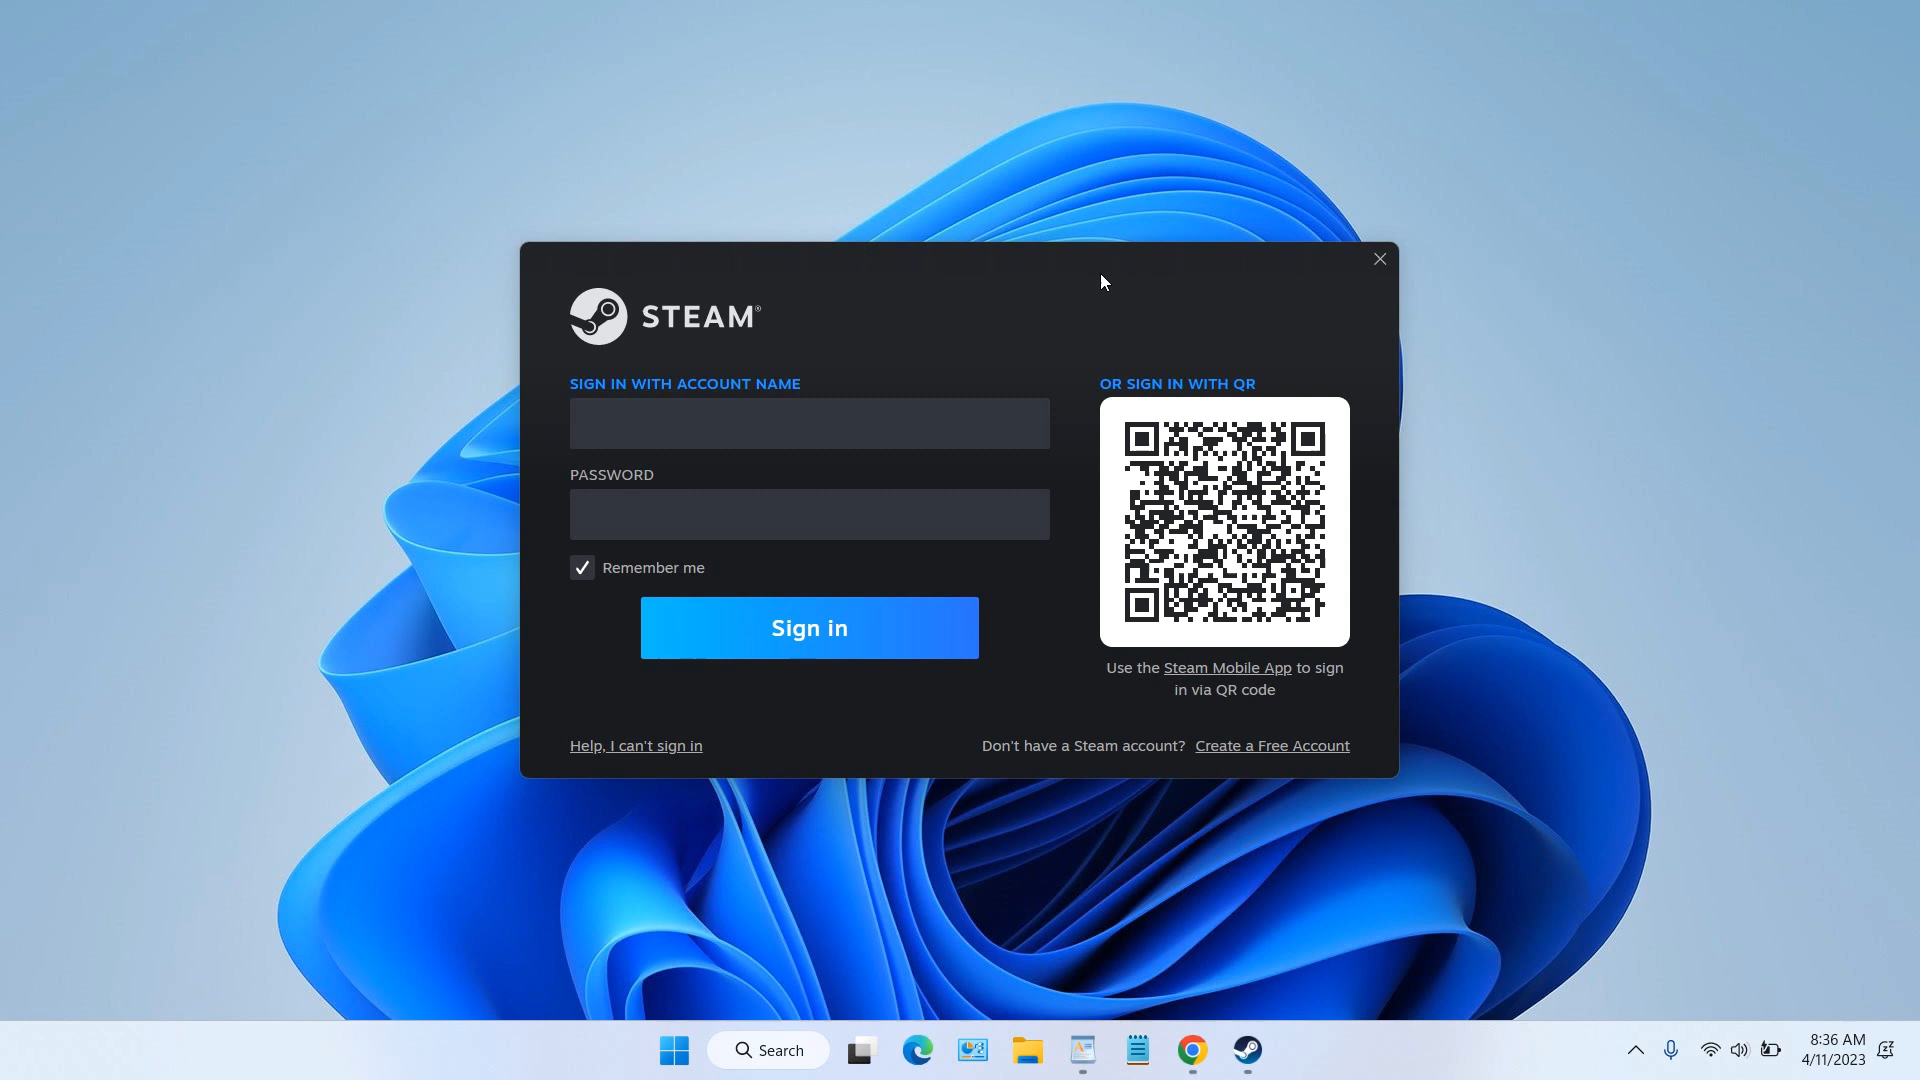 STEAM®
SIGN IN WITH ACCOUNT NAME
PASSWORD
Remember me
Sign in
OR SIGN IN WITH QR
Use the Steam Mobile App to sign
in via QR code
Help, I can't sign in
Don't have a Steam account? Create a Free Account
Search
8:36 AM
4/11/2023